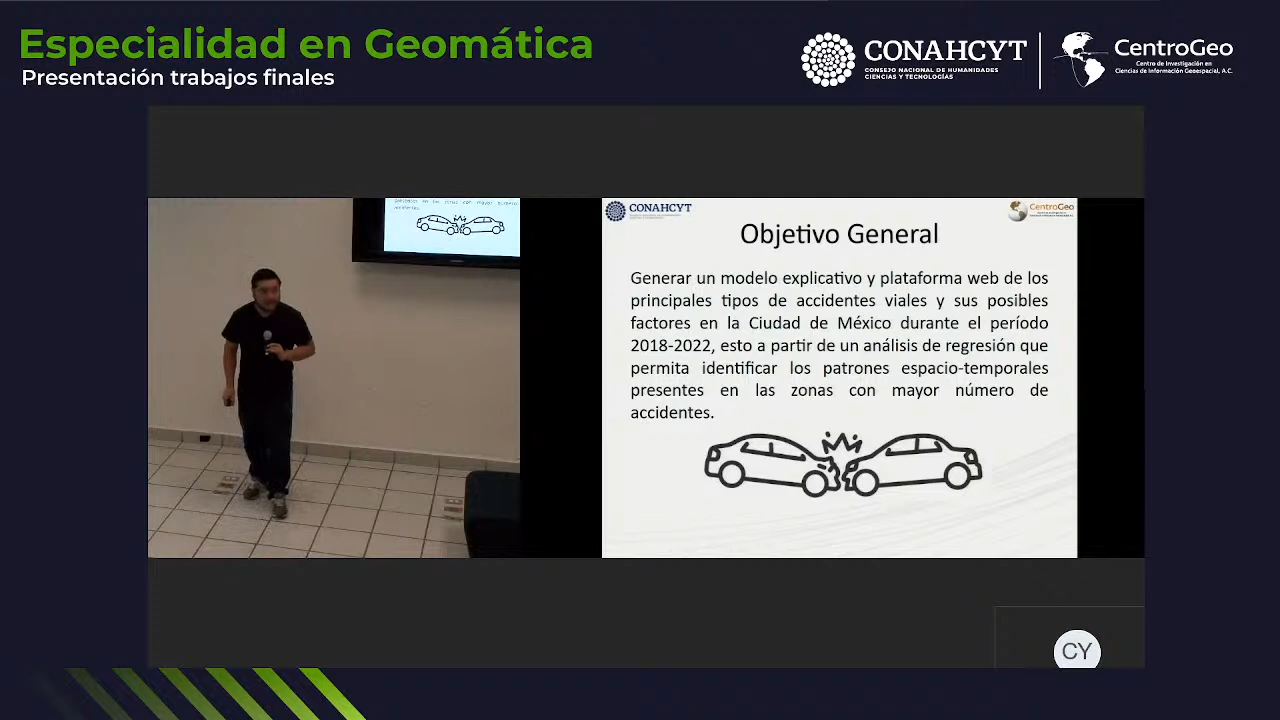 Especialidad en Geomática
Presentación trabajos finales
CONAHCYT
CONSEJO NACIONAL DE HUMANIDADES
CIENCIAS Y TECNOLOGÍAS
CentroGeo
Centro de Investigación en
Ciencias de Información Geoespacial, A.C.
CONAHCYT
CentroGeo
Objetivo General
Generar un modelo explicativo y plataforma web de los
principales tipos de accidentes viales y sus posibles
factores en la Ciudad de México durante el período
2018-2022, esto a partir de un análisis de regresión que
permita identificar los patrones espacio-temporales
presentes en las zonas con mayor número de
accidentes.
CY